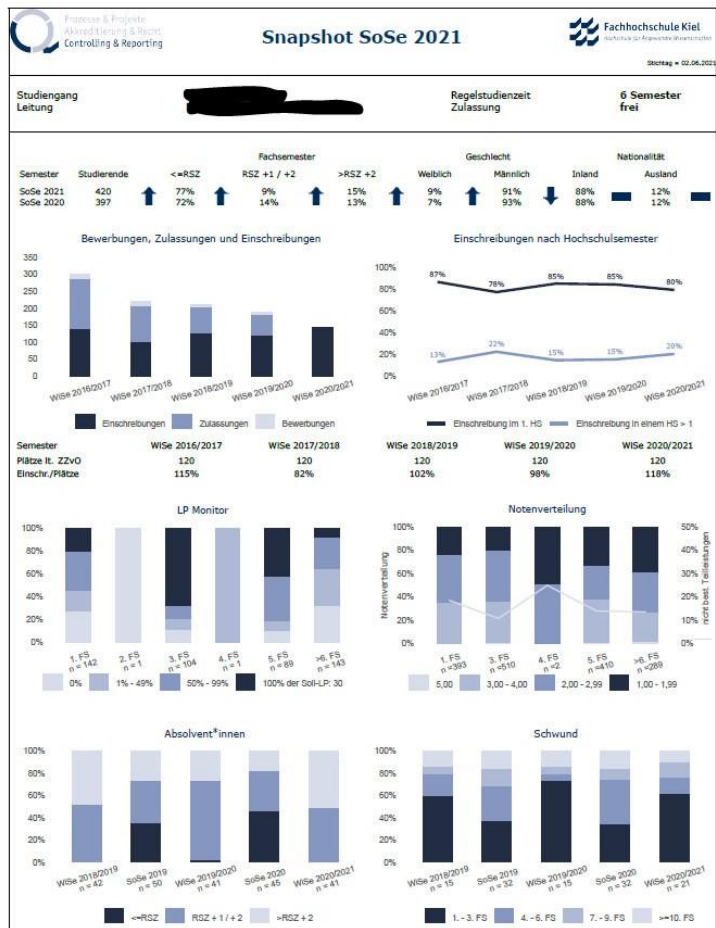 Prozesse & Projekte
Akkreditierung & Recht
Controlling & Reporting
Snapshot SoSe 2021
Fachhochschule Kiel
Hochschule für Angewandte Wissenschaften
Stichtag = 02.06.2021
Studiengang
Leitung
Regelstudienzeit 6 Semester
Zulassung frei
Fachsemester Geschlecht Nationalität
Semester Studierende <=RSZ RSZ +1 / +2 >RSZ +2 Weiblich Männlich Inland Ausland
SoSe 2021 420 77% 9% 15% 9% 91% 88% 12%
SoSe 2020 397 72% 14% 13% 7% 93% 88% 12%
Bewerbungen, Zulassungen und Einschreibungen
350
300
250
200
150
100
50
0
WiSe 2016/2017 WiSe 2017/2018 WiSe 2018/2019 WiSe 2019/2020 WiSe 2020/2021
Einschreibungen Zulassungen Bewerbungen
Einschreibungen nach Hochschulsemester
100%
80%
60%
40%
20%
0%
87% 78% 85% 85% 80%
13% 22% 15% 15% 20%
WiSe 2016/2017 WiSe 2017/2018 WiSe 2018/2019 WiSe 2019/2020 WiSe 2020/2021
Einschreibung im 1. HS Einschreibung in einem HS > 1
Semester WiSe 2016/2017 WiSe 2017/2018 WiSe 2018/2019 WiSe 2019/2020 WiSe 2020/2021
Plätze lt. ZZvO 120 120 120 120 120
Einschr./Plätze 115% 82% 102% 98% 118%
LP Monitor
100%
80%
60%
40%
20%
0%
1. FS 2. FS 3. FS 4. FS 5. FS >6. FS
n = 142 n = 1 n = 104 n = 1 n = 89 n = 143
0% 1% - 49% 50% - 99% 100% der Soll-LP: 30
Notenverteilung
Notenverteilung
100%
80%
60%
40%
20%
0%
50%
40%
30%
20%
10%
0%
nicht best. Teilleistungen
1. FS 3. FS 4. FS 5. FS >6. FS
n =393 n =510 n =2 n =410 n =289
5,00 3,00 - 4,00 2,00 - 2,99 1,00 - 1,99
Absolvent*innen
100%
80%
60%
40%
20%
0%
WiSe 2018/2019 SoSe 2019 WiSe 2019/2020 SoSe 2020 WiSe 2020/2021
n = 42 n = 50 n = 41 n = 45 n = 41
<=RSZ RSZ + 1 / + 2 >RSZ + 2
Schwund
100%
80%
60%
40%
20%
0%
WiSe 2018/2019 SoSe 2019 WiSe 2019/2020 SoSe 2020 WiSe 2020/2021
n = 15 n = 32 n = 15 n = 32 n = 21
1. - 3. FS 4. - 6. FS 7. - 9. FS >=10. FS